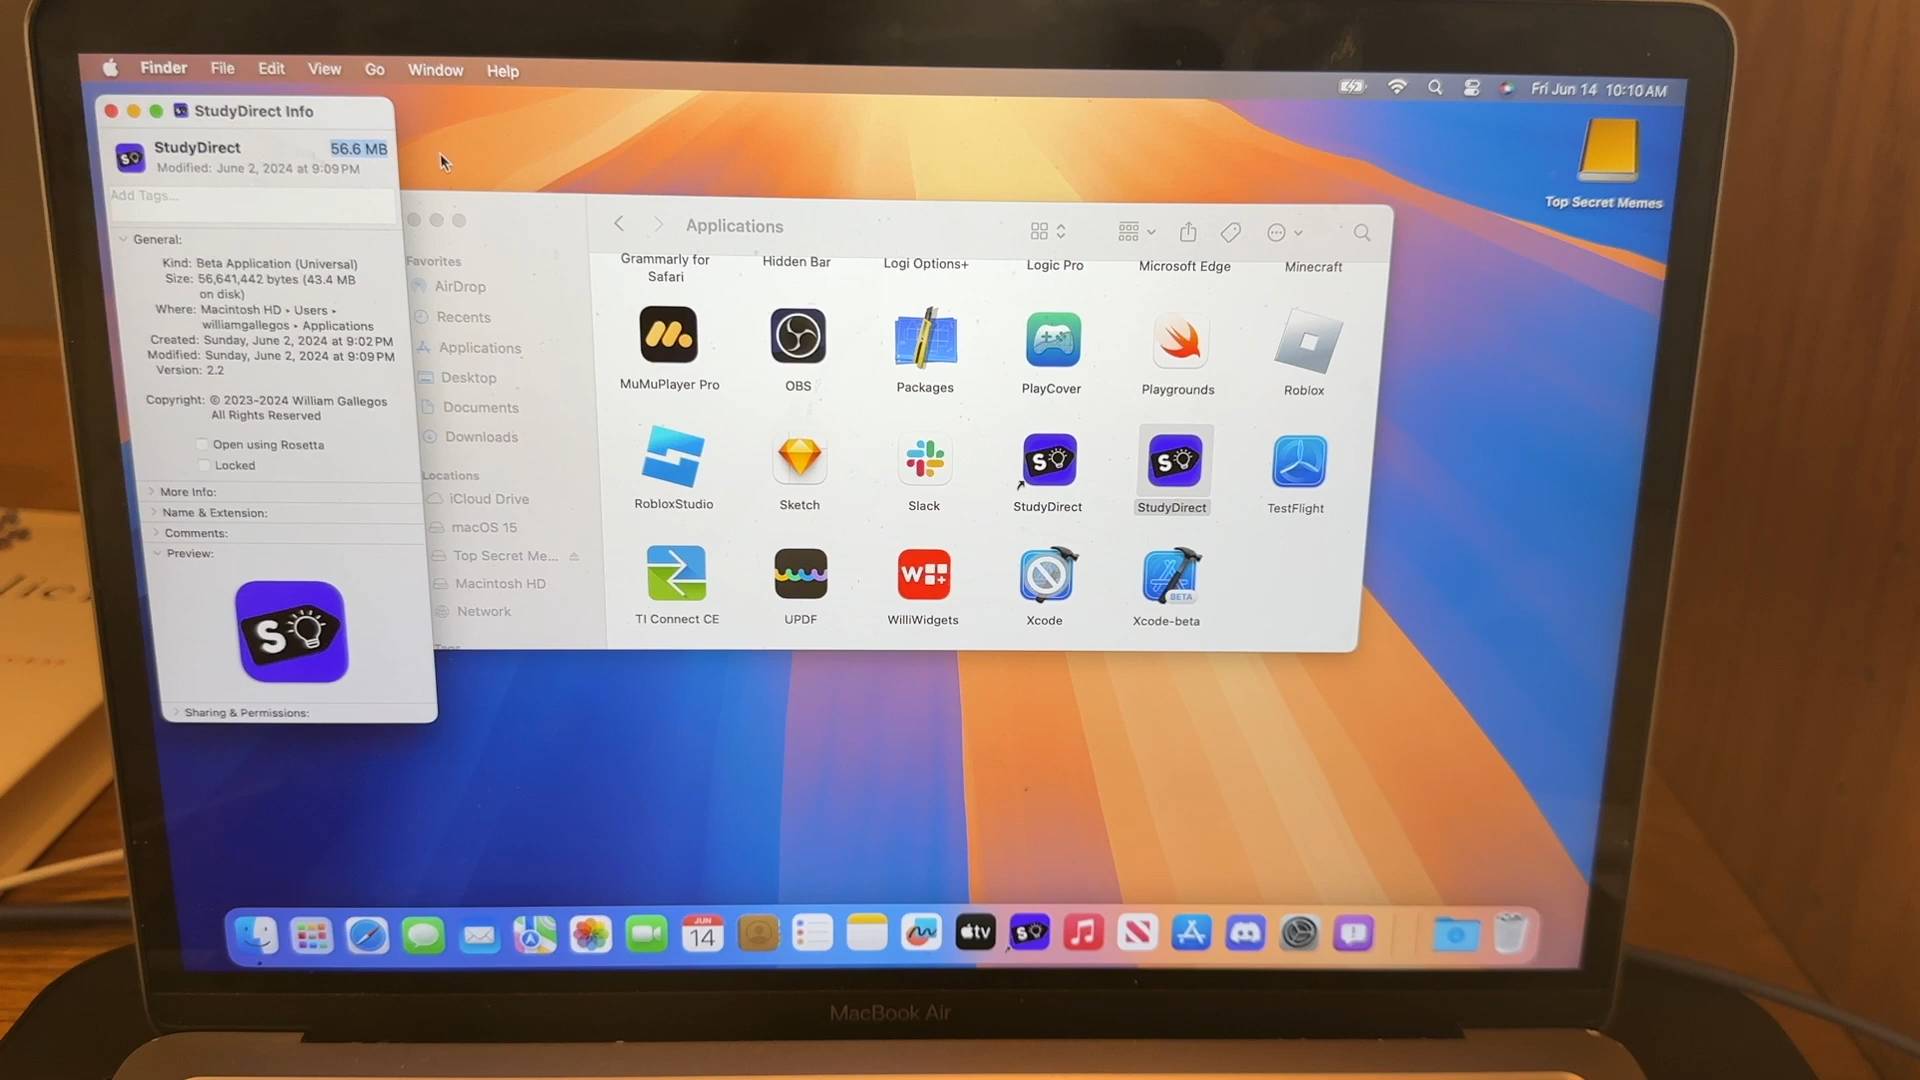 Finder File Edit View Go Window Help
Fri Jun 14 10:10 AM
StudyDirect Info
StudyDirect 56.6 MB
Modified: June 2, 2024 at 9:09 PM
Add Tags...
General:
Kind: Beta Application (Universal)
Size: 56,641,442 bytes (43.4 MB
on disk)
Where: Macintosh HD ▸ Users ▸
williamgallegos ▸ Applications
Created: Sunday, June 2, 2024 at 9:02 PM
Modified: Sunday, June 2, 2024 at 9:09 PM
Version: 2.2
Copyright: © 2023-2024 William Gallegos
All Rights Reserved
Open using Rosetta
Locked
More Info:
Name & Extension:
Comments:
Preview:
S
Sharing & Permissions:
Favorites
AirDrop
Recents
Applications
Desktop
Documents
Downloads
Locations
iCloud Drive
macOS 15
Top Secret Me...
Macintosh HD
Network
Tags
Applications
Grammarly for
Safari
Hidden Bar
Logi Options+
Logic Pro
Microsoft Edge
Minecraft
MuMuPlayer Pro
OBS
Packages
PlayCover
Playgrounds
Roblox
RobloxStudio
Sketch
Slack
StudyDirect
StudyDirect
TestFlight
TI Connect CE
UPDF
WilliWidgets
Xcode
BETA
Xcode-beta
Top Secret Memes
JUN
14
tv
MacBook Air